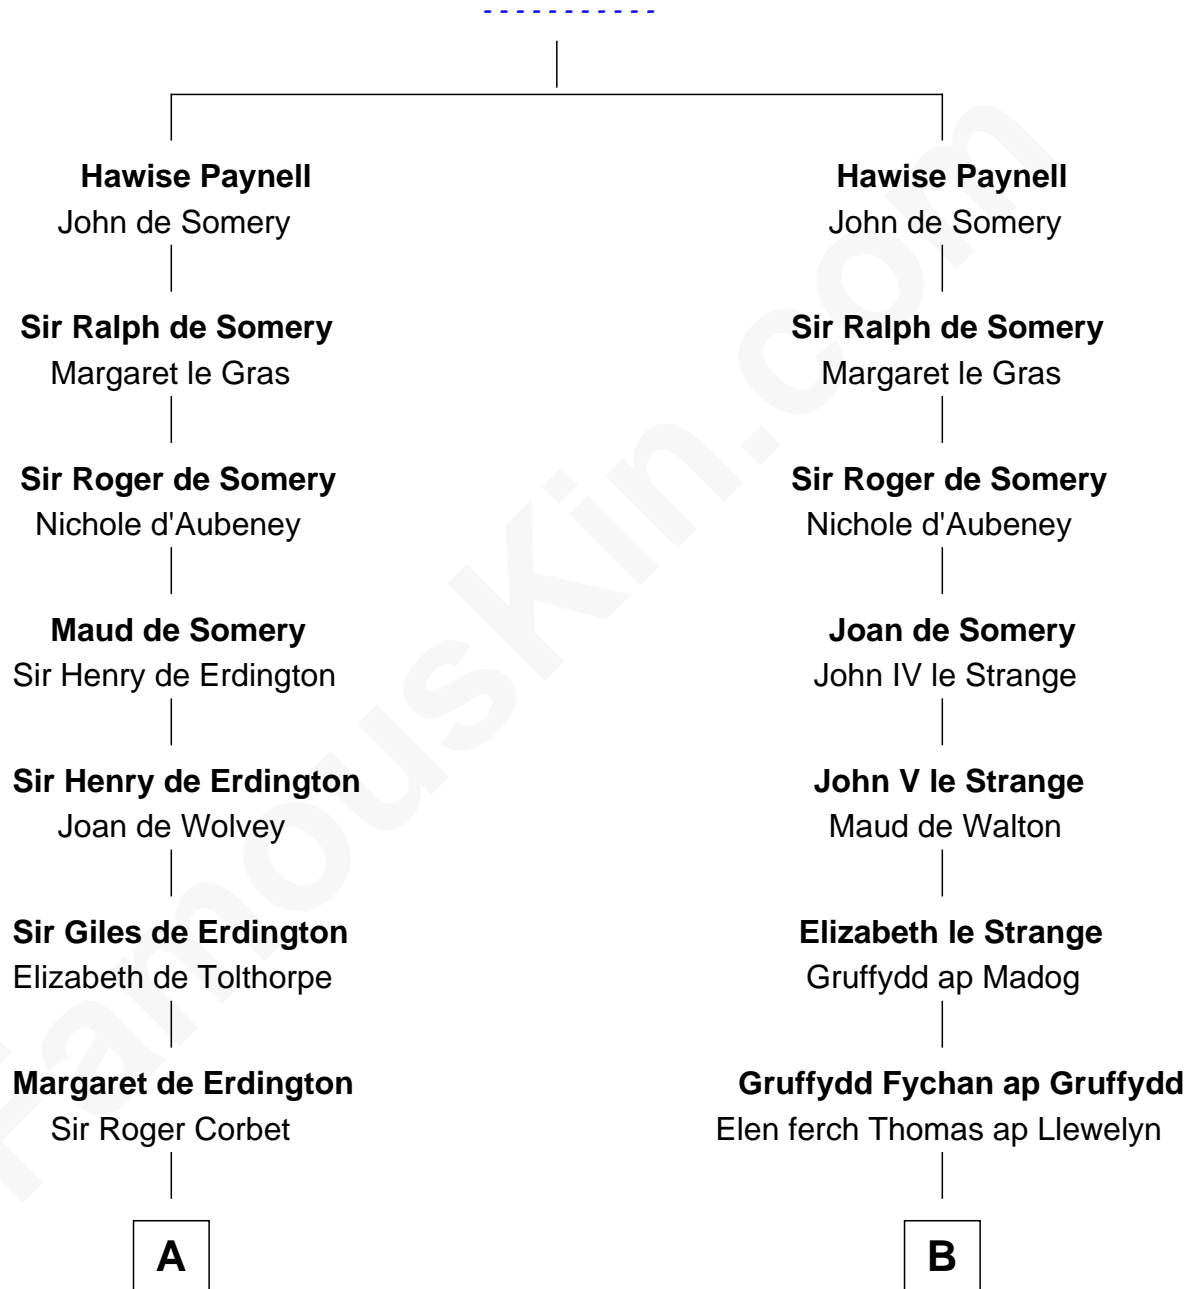 - - - - - - - - - - -
Hawise Paynell
John de Somery
Sir Ralph de Somery
Margaret le Gras
Sir Roger de Somery
Nichole d'Aubeney
Maud de Somery
Sir Henry de Erdington
Sir Henry de Erdington
Joan de Wolvey
Sir Giles de Erdington
Elizabeth de Tolthorpe
Margaret de Erdington
Sir Roger Corbet
A
Hawise Paynell
John de Somery
Sir Ralph de Somery
Margaret le Gras
Sir Roger de Somery
Nichole d'Aubeney
Joan de Somery
John IV le Strange
John V le Strange
Maud de Walton
Elizabeth le Strange
Gruffydd ap Madog
Gruffydd Fychan ap Gruffydd
Elen ferch Thomas ap Llewelyn
B
FamousKin.com